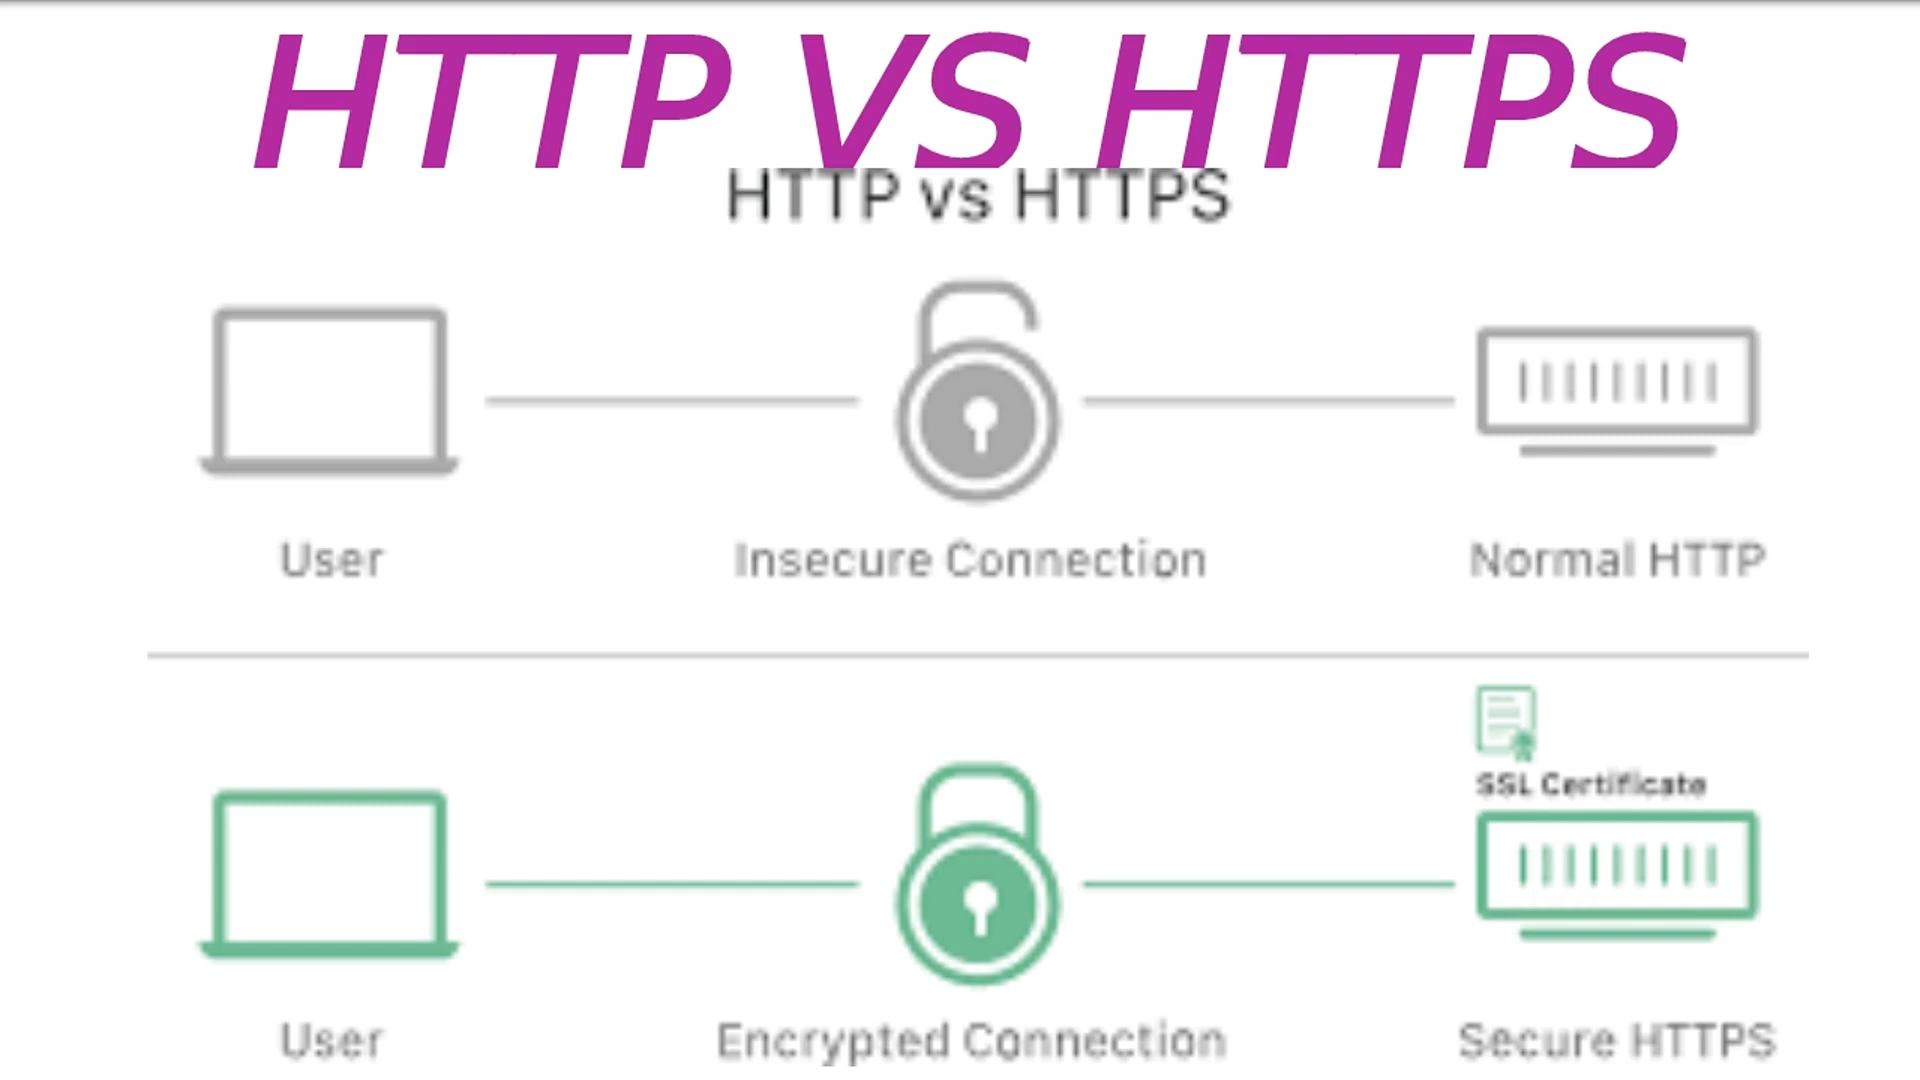 HTTP VS HTTPS
HTTP vs HTTPS
User
Insecure Connection
Normal HTTP
SSL Certificate
User
Encrypted Connection
Secure HTTPS